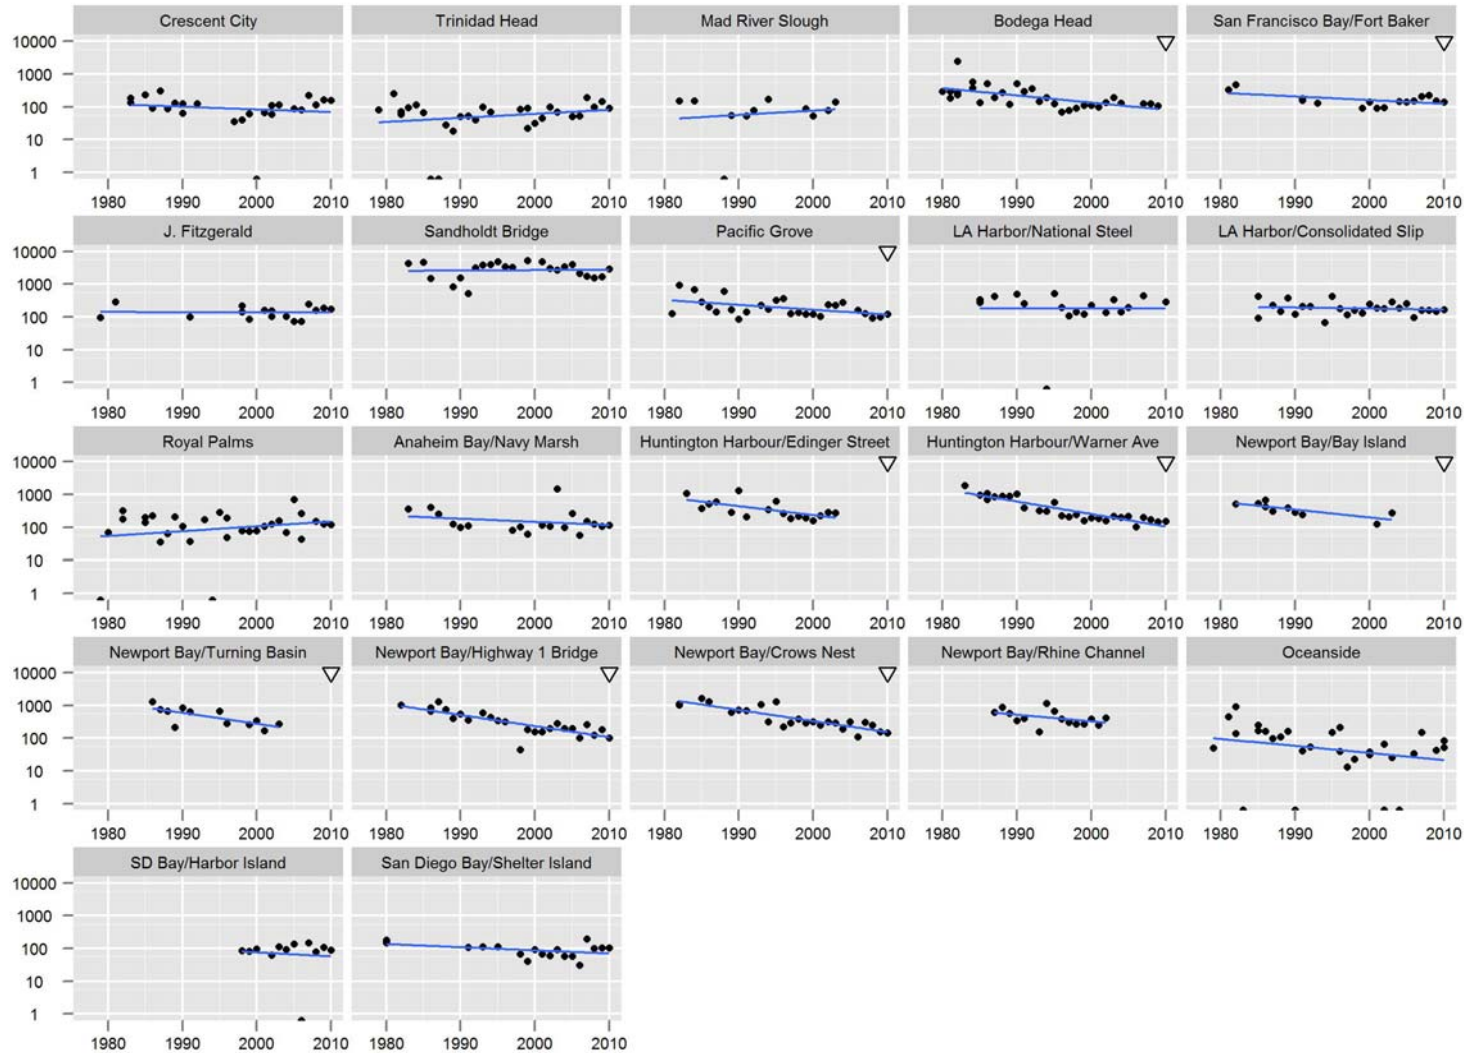 Crescent City Trinidad Head Mad River Slough Bodega Head San Francisco Bay/Fort Baker
10000
1000
100
10
1
1980 1990 2000 2010 1980 1990 2000 2010 1980 1990 2000 2010 1980 1990 2000 2010 1980 1990 2000 2010
J. Fitzgerald Sandholdt Bridge Pacific Grove LA Harbor/National Steel LA Harbor/Consolidated Slip
10000
1000
100
10
1
1980 1990 2000 2010 1980 1990 2000 2010 1980 1990 2000 2010 1980 1990 2000 2010 1980 1990 2000 2010
Royal Palms Anaheim Bay/Navy Marsh Huntington Harbour/Edinger Street Huntington Harbour/Warner Ave Newport Bay/Bay Island
10000
1000
100
10
1
1980 1990 2000 2010 1980 1990 2000 2010 1980 1990 2000 2010 1980 1990 2000 2010 1980 1990 2000 2010
Newport Bay/Turning Basin Newport Bay/Highway 1 Bridge Newport Bay/Crows Nest Newport Bay/Rhine Channel Oceanside
10000
1000
100
10
1
1980 1990 2000 2010 1980 1990 2000 2010 1980 1990 2000 2010 1980 1990 2000 2010 1980 1990 2000 2010
SD Bay/Harbor Island San Diego Bay/Shelter Island
10000
1000
100
10
1
1980 1990 2000 2010 1980 1990 2000 2010